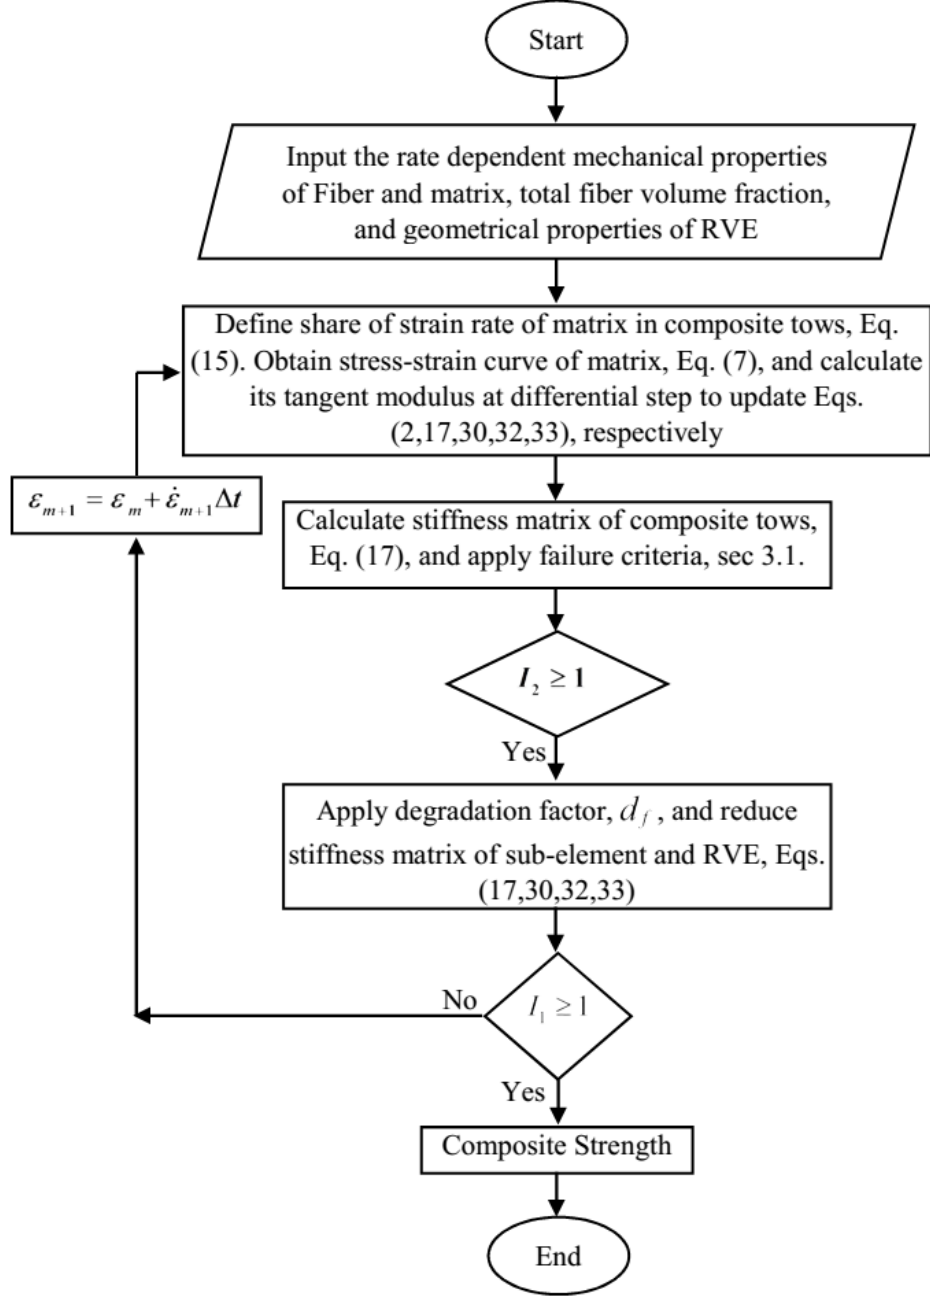 Start
Input the rate dependent mechanical properties
of Fiber and matrix, total fiber volume fraction,
and geometrical properties of RVE
Define share of strain rate of matrix in composite tows, Eq.
(15). Obtain stress-strain curve of matrix, Eq. (7), and calculate
its tangent modulus at differential step to update Eqs.
(2,17,30,32,33), respectively
ε_{m+1} = ε_m + ε̇_{m+1} Δt
Calculate stiffness matrix of composite tows,
Eq. (17), and apply failure criteria, sec 3.1.
I₂ ≥ 1
Yes
Apply degradation factor, d_f , and reduce
stiffness matrix of sub-element and RVE, Eqs.
(17,30,32,33)
No
I₁ ≥ 1
Yes
Composite Strength
End